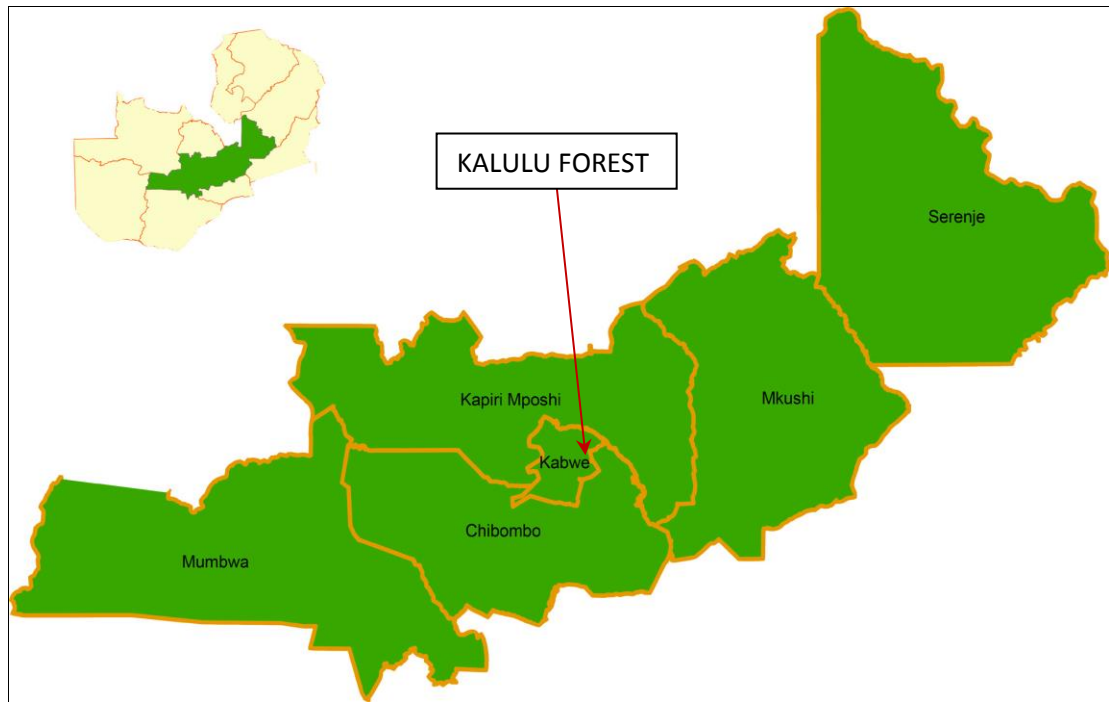 KALULU FOREST
Serenje
Kapiri Mposhi
Mkushi
Kabwe
Chibombo
Mumbwa